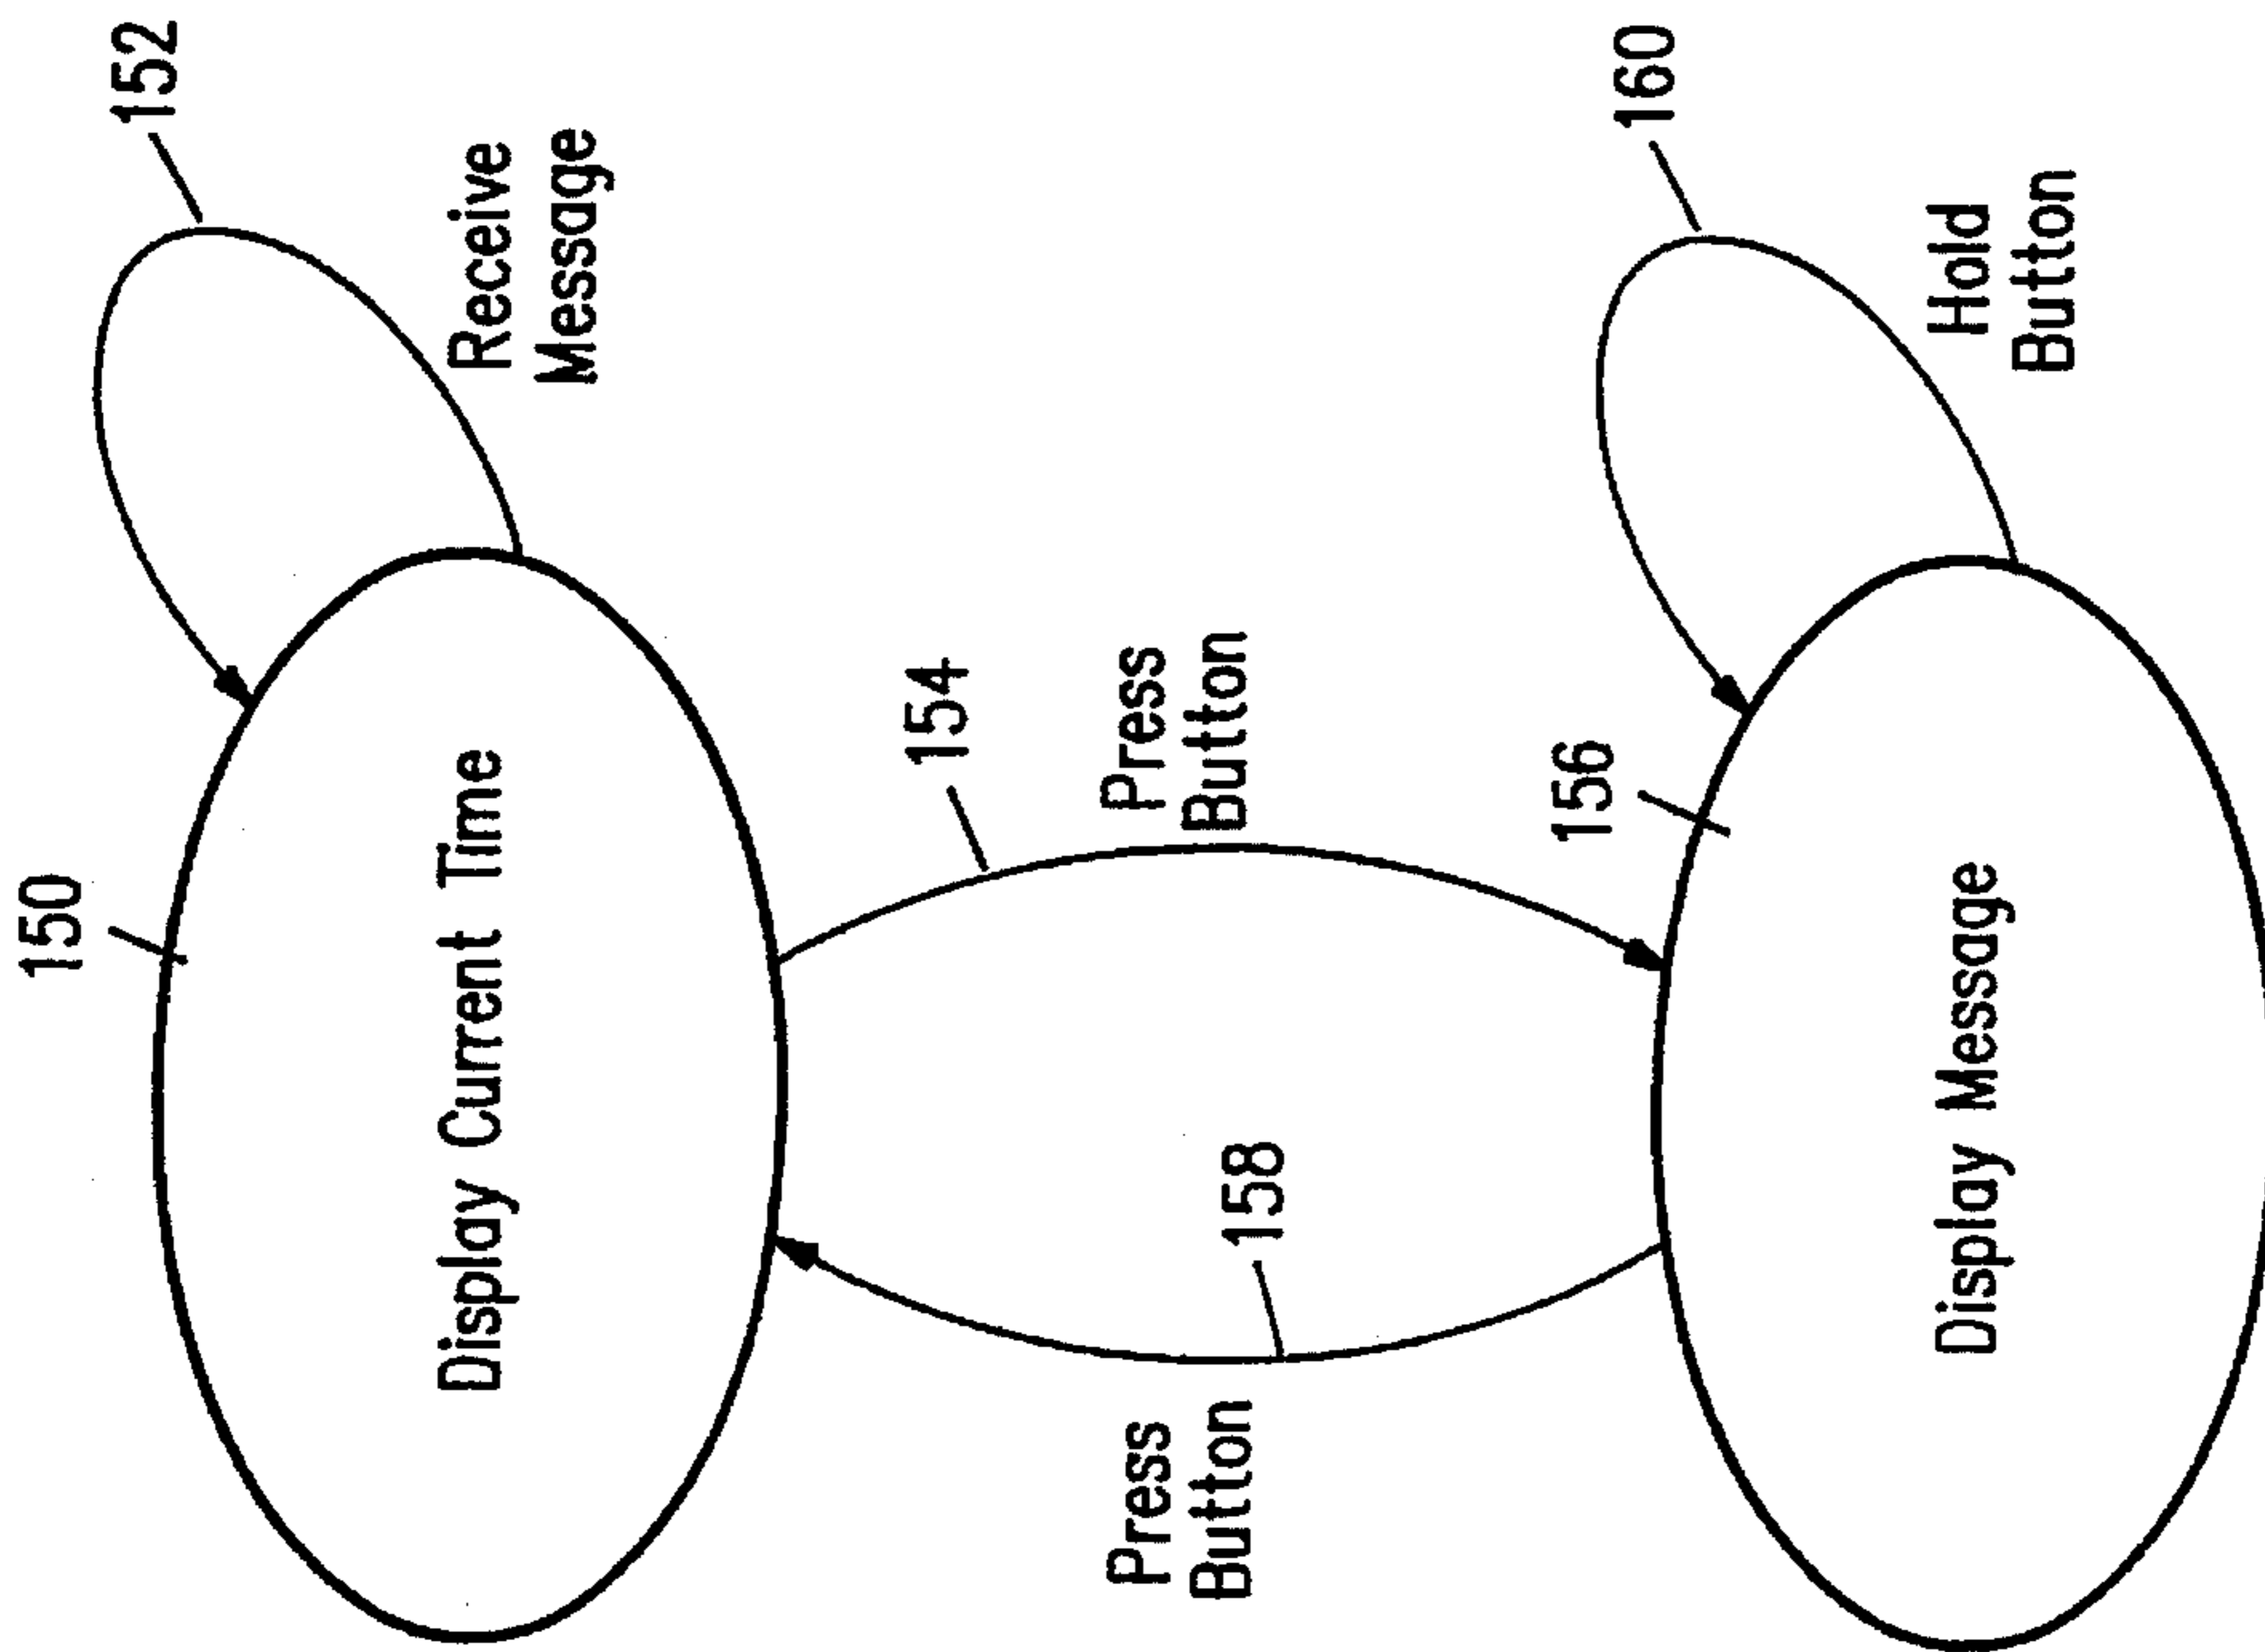 150
152
Display Current Time
Receive
Message
154
Press
Button
158
Press
Button
156
160
Display Message
Hold
Button